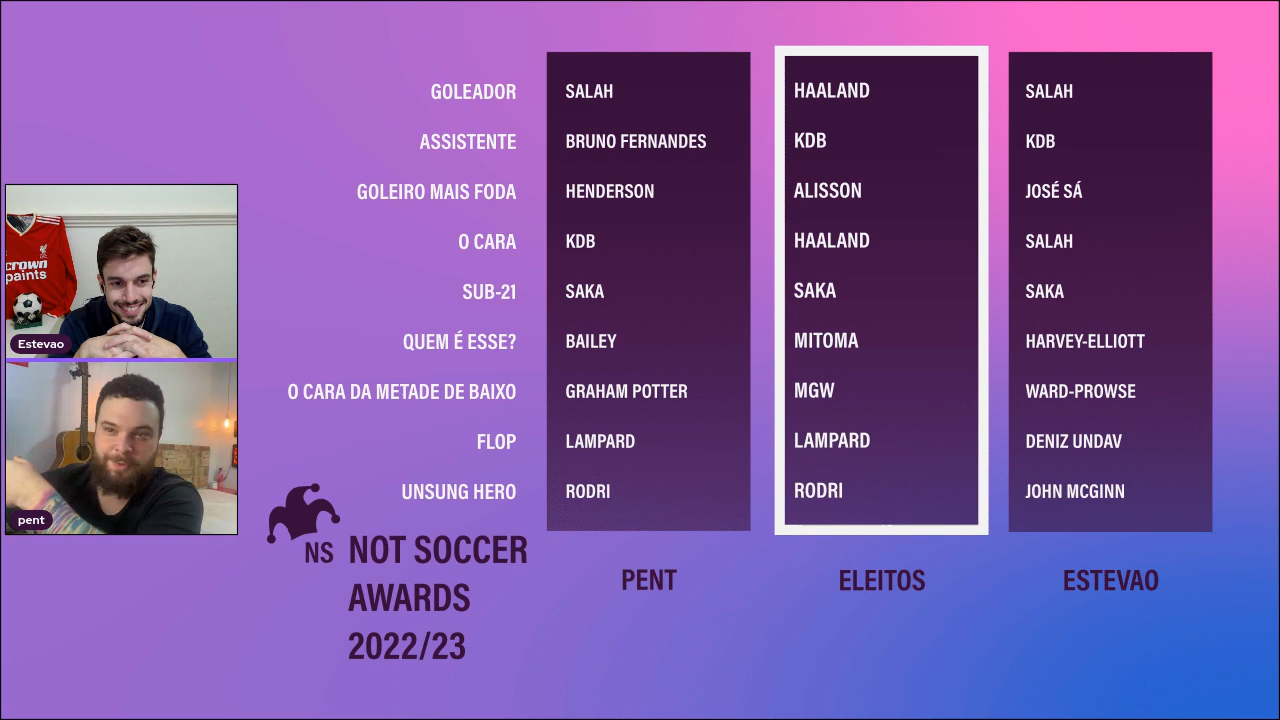 GOLEADOR SALAH HAALAND SALAH
ASSISTENTE BRUNO FERNANDES KDB KDB
GOLEIRO MAIS FODA HENDERSON ALISSON JOSÉ SÁ
O CARA KDB HAALAND SALAH
SUB-21 SAKA SAKA SAKA
QUEM É ESSE? BAILEY MITOMA HARVEY-ELLIOTT
O CARA DA METADE DE BAIXO GRAHAM POTTER MGW WARD-PROWSE
FLOP LAMPARD LAMPARD DENIZ UNDAV
UNSUNG HERO RODRI RODRI JOHN MCGINN
crown
paints
Estevao
pent
NS NOT SOCCER
AWARDS
2022/23
PENT ELEITOS ESTEVAO